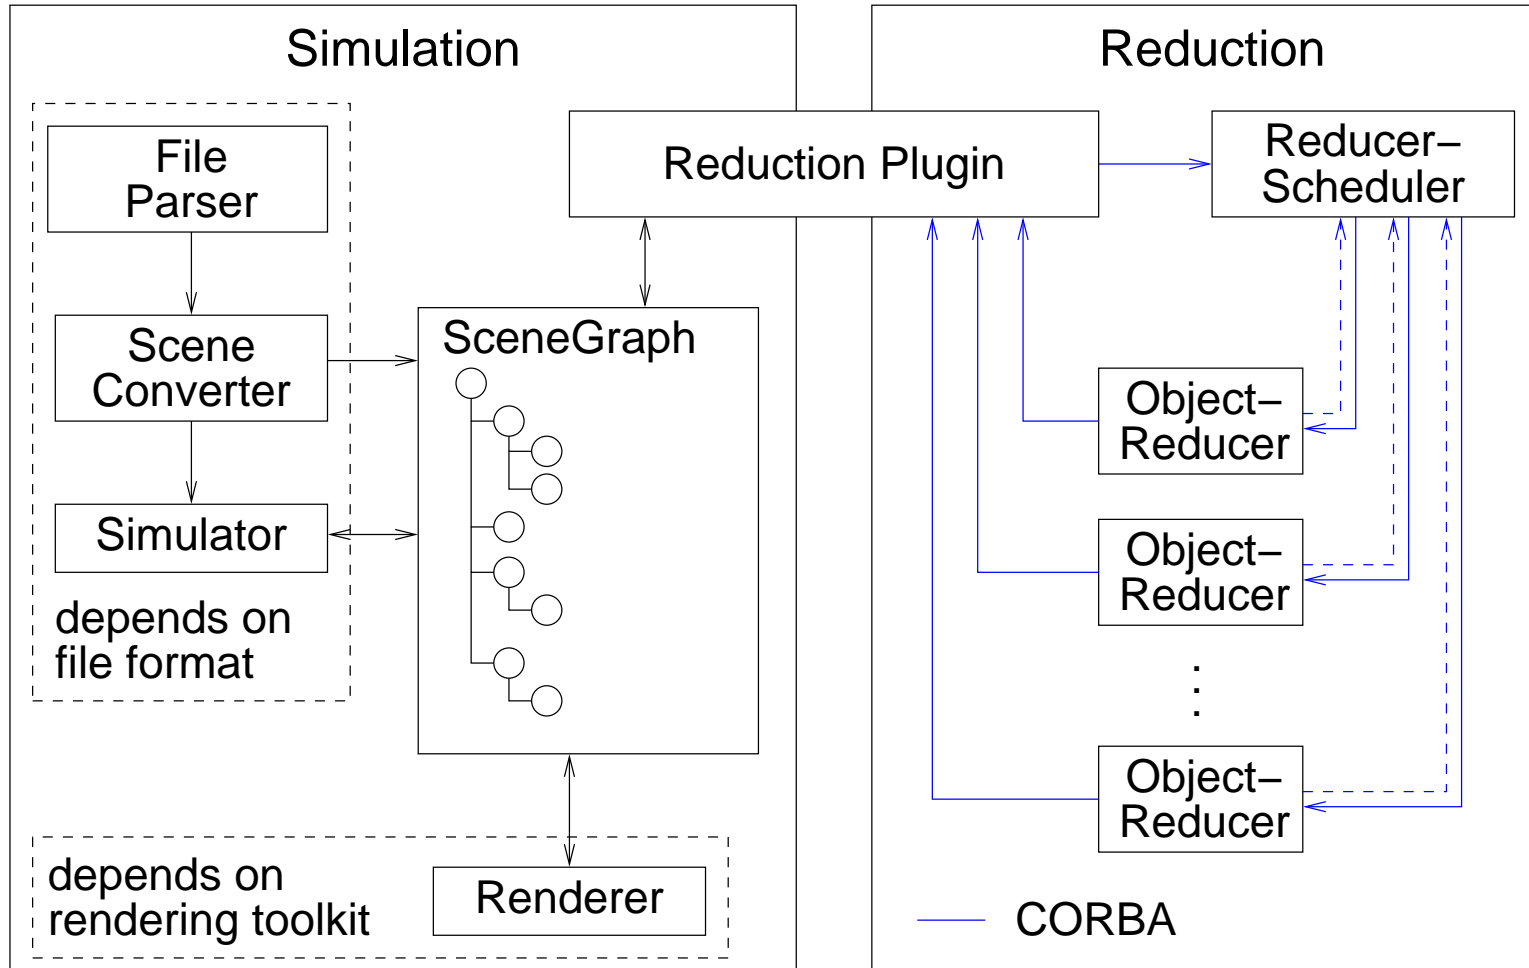 Simulation
File
Parser
Scene
Converter
Simulator
depends on
file format
SceneGraph
depends on
rendering toolkit
Renderer
Reduction Plugin
Reduction
Reducer–
Scheduler
Object–
Reducer
Object–
Reducer
Object–
Reducer
CORBA